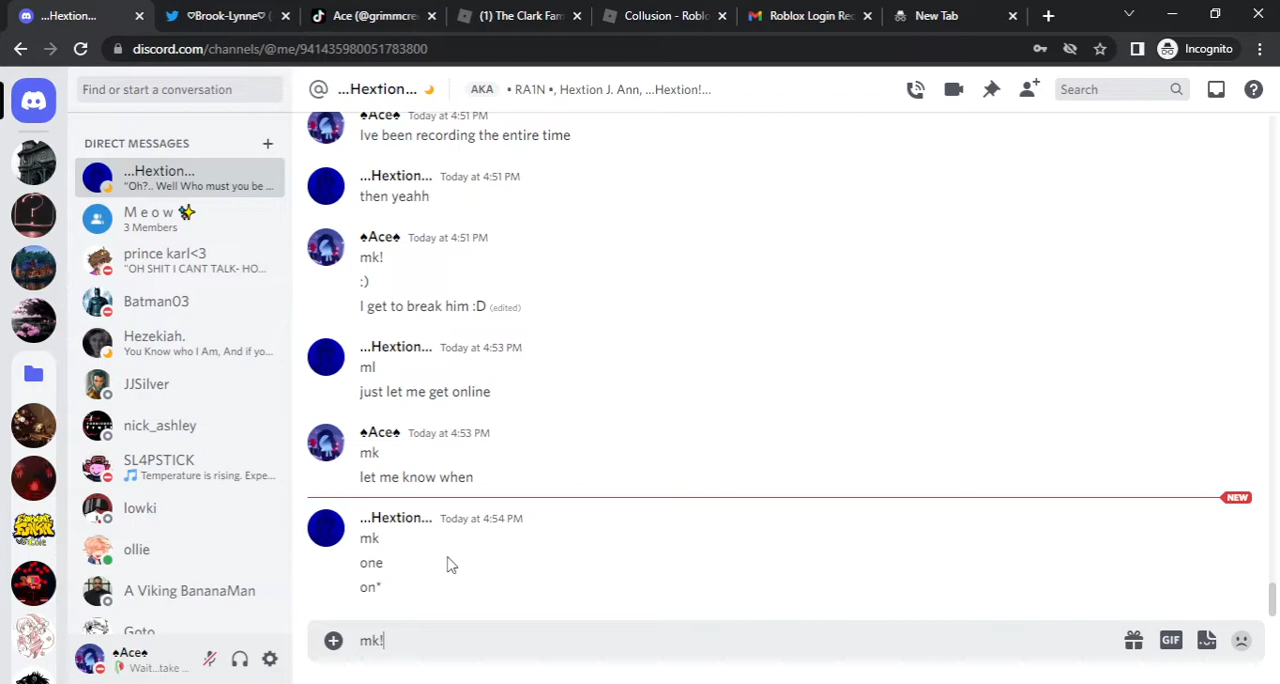 ...Hextion...
♡Brook-Lynne♡ (
Ace (@grimmcre
(1) The Clark Fam
Collusion - Roblo
Roblox Login Rec
New Tab
discord.com/channels/@me/941435980051783800
Incognito
Find or start a conversation
...Hextion...
AKA
• RA1N •, Hextion J. Ann, ...Hextion!...
Search
DIRECT MESSAGES
...Hextion...
"Oh?.. Well Who must you be ...
M e o w ✨
3 Members
prince karl<3
"OH SHIT I CANT TALK- HO...
Batman03
Hezekiah.
You Know who I Am, And if yo...
JJSilver
nick_ashley
SL4PSTICK
🎵 Temperature is rising. Expe...
lowki
ollie
A Viking BananaMan
Goto
♠Ace♠
Wait...take ...
♠Ace♠ Today at 4:51 PM
Ive been recording the entire time
...Hextion... Today at 4:51 PM
then yeahh
♠Ace♠ Today at 4:51 PM
mk!
:)
I get to break him :D (edited)
...Hextion... Today at 4:53 PM
ml
just let me get online
♠Ace♠ Today at 4:53 PM
mk
let me know when
NEW
...Hextion... Today at 4:54 PM
mk
one
on*
mk!
GIF